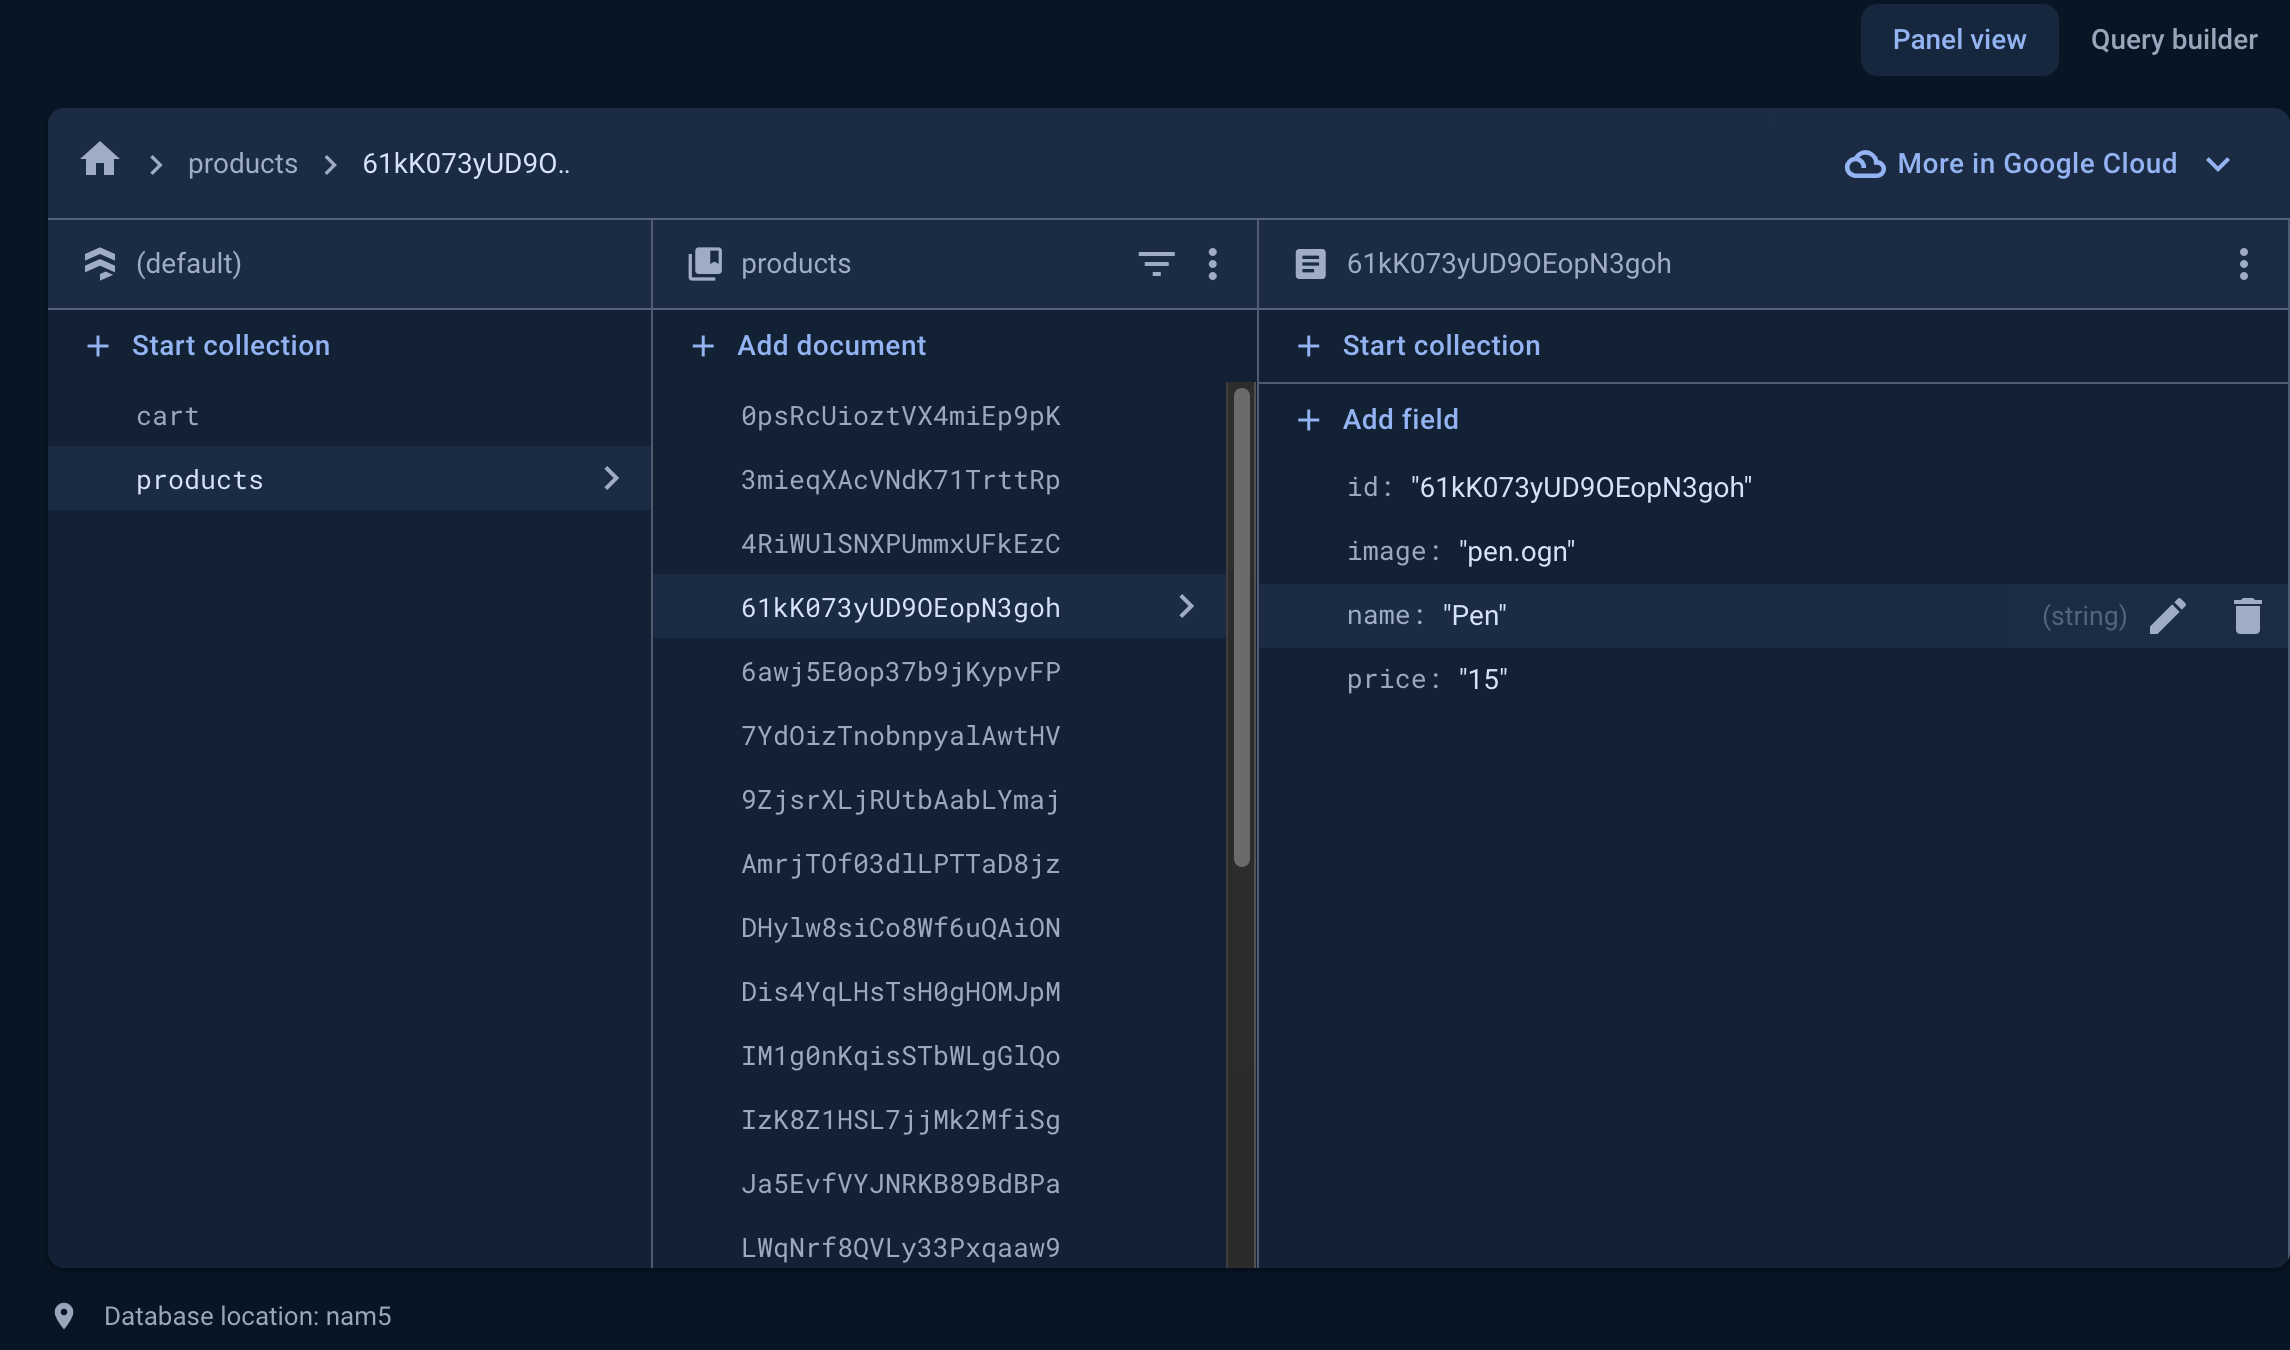 Panel view
Query builder
products
61kK073yUD9O..
More in Google Cloud
(default)
products
61kK073yUD9OEopN3goh
Start collection
cart
products
Add document
0psRcUioztVX4miEp9pK
3mieqXAcVNdK71TrttRp
4RiWUlSNXPUmmxUFkEzC
61kK073yUD9OEopN3goh
6awj5E0op37b9jKypvFP
7YdOizTnobnpyalAwtHV
9ZjsrXLjRUtbAabLYmaj
AmrjTOf03dlLPTTaD8jz
DHylw8siCo8Wf6uQAiON
Dis4YqLHsTsH0gHOMJpM
IM1g0nKqisSTbWLgGlQo
IzK8Z1HSL7jjMk2MfiSg
Ja5EvfVYJNRKB89BdBPa
LWqNrf8QVLy33Pxqaaw9
Start collection
Add field
id: "61kK073yUD9OEopN3goh"
image: "pen.ogn"
name: "Pen" (string)
price: "15"
Database location: nam5